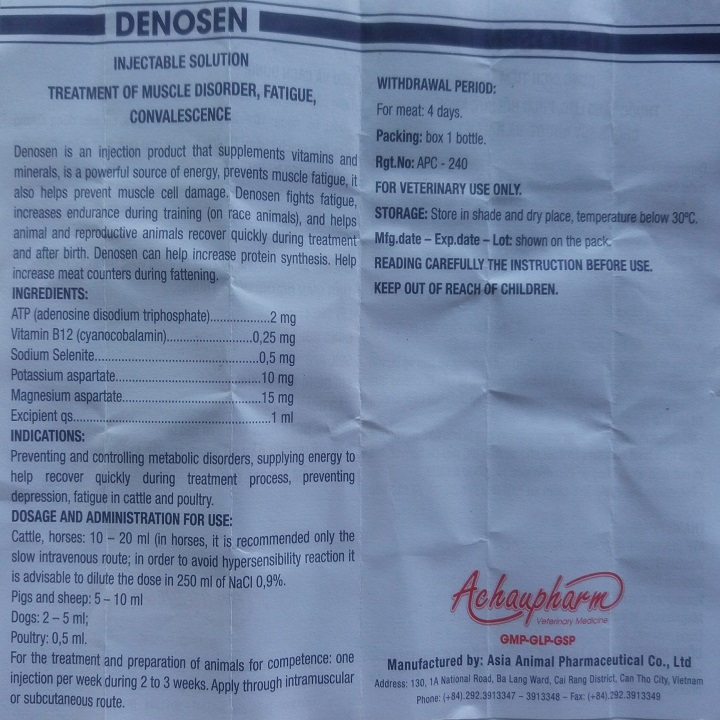 DENOSEN
INJECTABLE SOLUTION
TREATMENT OF MUSCLE DISORDER, FATIGUE,
CONVALESCENCE
Denosen is an injection product that supplements vitamins and
minerals, is a powerful source of energy, prevents muscle fatigue, it
also helps prevent muscle cell damage. Denosen fights fatigue,
increases endurance during training (on race animals), and helps
animal and reproductive animals recover quickly during treatment
and after birth. Denosen can help increase protein synthesis. Help
increase meat counters during fattening.
INGREDIENTS:
ATP (adenosine disodium triphosphate)..................2 mg
Vitamin B12 (cyanocobalamin)..........................0,25 mg
Sodium Selenite.................................................0,5 mg
Potassium aspartate............................................10 mg
Magnesium aspartate..........................................15 mg
Excipient qs............................................................1 ml
INDICATIONS:
Preventing and controlling metabolic disorders, supplying energy to
help recover quickly during treatment process, preventing
depression, fatigue in cattle and poultry.
DOSAGE AND ADMINISTRATION FOR USE:
Cattle, horses: 10 – 20 ml (in horses, it is recommended only the
slow intravenous route; in order to avoid hypersensibility reaction it
is advisable to dilute the dose in 250 ml of NaCl 0,9%.
Pigs and sheep: 5 – 10 ml
Dogs: 2 – 5 ml;
Poultry: 0,5 ml.
For the treatment and preparation of animals for competence: one
injection per week during 2 to 3 weeks. Apply through intramuscular
or subcutaneous route.
WITHDRAWAL PERIOD:
For meat: 4 days.
Packing: box 1 bottle.
Rgt.No: APC - 240
FOR VETERINARY USE ONLY.
STORAGE: Store in shade and dry place, temperature below 30ºC.
Mfg.date – Exp.date – Lot: shown on the pack.
READING CAREFULLY THE INSTRUCTION BEFORE USE.
KEEP OUT OF REACH OF CHILDREN.
Achaupharm
Veterinary Medicine
GMP-GLP-GSP
Manufactured by: Asia Animal Pharmaceutical Co., Ltd
Address: 130, 1A National Road, Ba Lang Ward, Cai Rang District, Can Tho City, Vietnam
Phone: (+84).292.3913347 – 3913348 – Fax: (+84).292.3913349